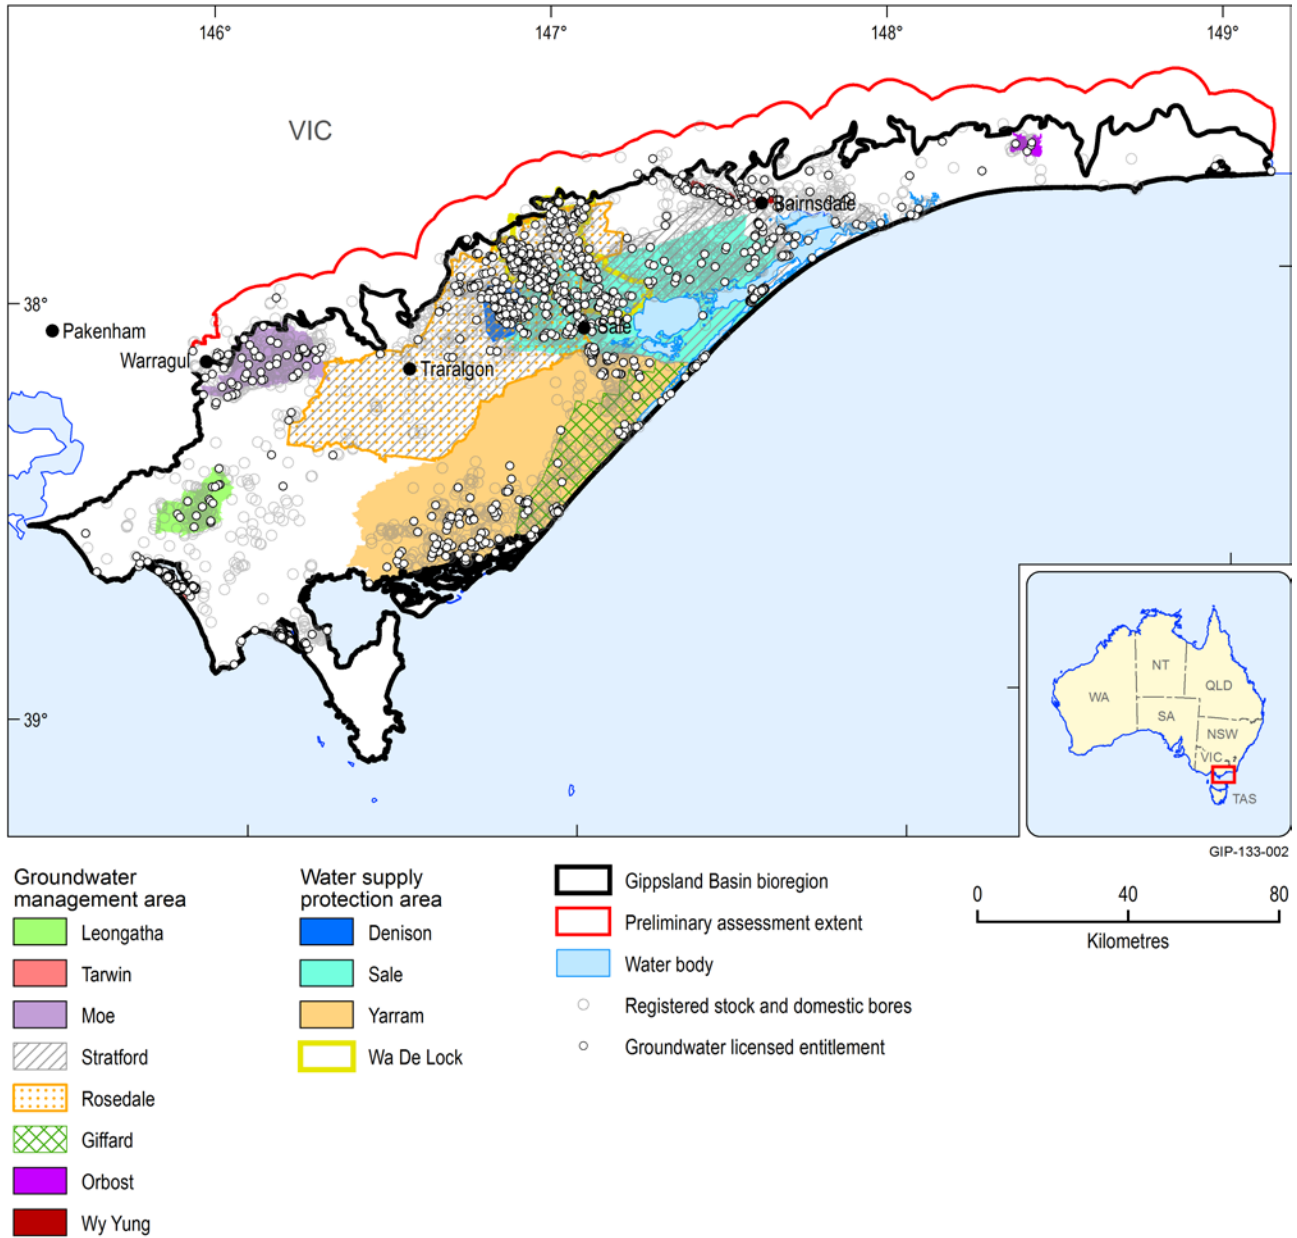 146°
147°
148°
149°
VIC
38°
39°
Pakenham
Warragul
Traralgon
Sale
Bairnsdale
WA
NT
SA
QLD
NSW
VIC
TAS
GIP-133-002
Groundwater
management area
Leongatha
Tarwin
Moe
Stratford
Rosedale
Giffard
Orbost
Wy Yung
Water supply
protection area
Denison
Sale
Yarram
Wa De Lock
Gippsland Basin bioregion
Preliminary assessment extent
Water body
Registered stock and domestic bores
Groundwater licensed entitlement
0 40 80
Kilometres